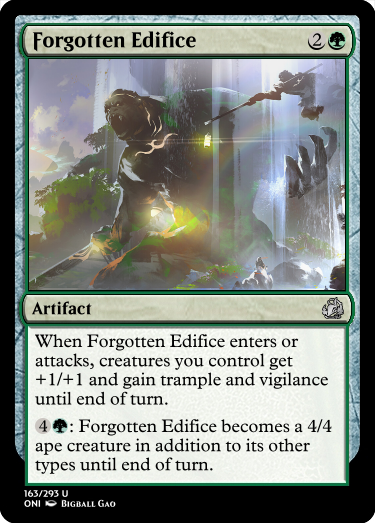 Forgotten Edifice 2
Artifact
When Forgotten Edifice enters or
attacks, creatures you control get
+1/+1 and gain trample and vigilance
until end of turn.
4 : Forgotten Edifice becomes a 4/4
ape creature in addition to its other
types until end of turn.
163/293 U
ONI Bigball Gao